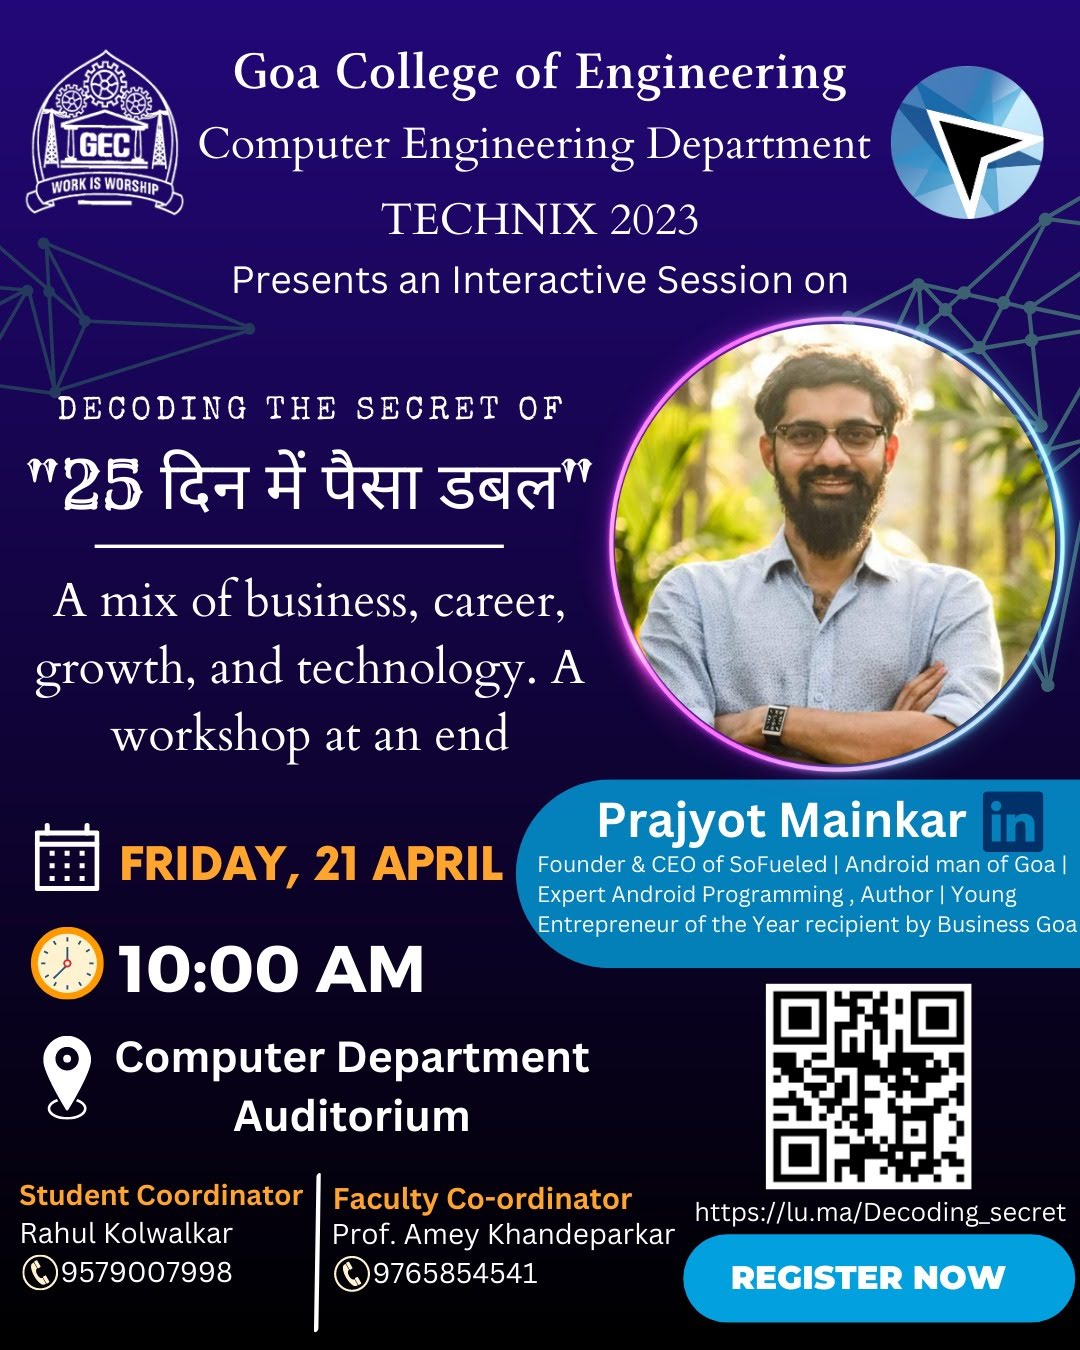 Goa College of Engineering
Computer Engineering Department
TECHNIX 2023
Presents an Interactive Session on
GEC
WORK IS WORSHIP
DECODING THE SECRET OF
"25 दिन में पैसा डबल"
A mix of business, career,
growth, and technology. A
workshop at an end
Prajyot Mainkar in
Founder & CEO of SoFueled | Android man of Goa |
Expert Android Programming , Author | Young
Entrepreneur of the Year recipient by Business Goa
FRIDAY, 21 APRIL
10:00 AM
Computer Department
Auditorium
Student Coordinator
Rahul Kolwalkar
9579007998
Faculty Co-ordinator
Prof. Amey Khandeparkar
9765854541
https://lu.ma/Decoding_secret
REGISTER NOW